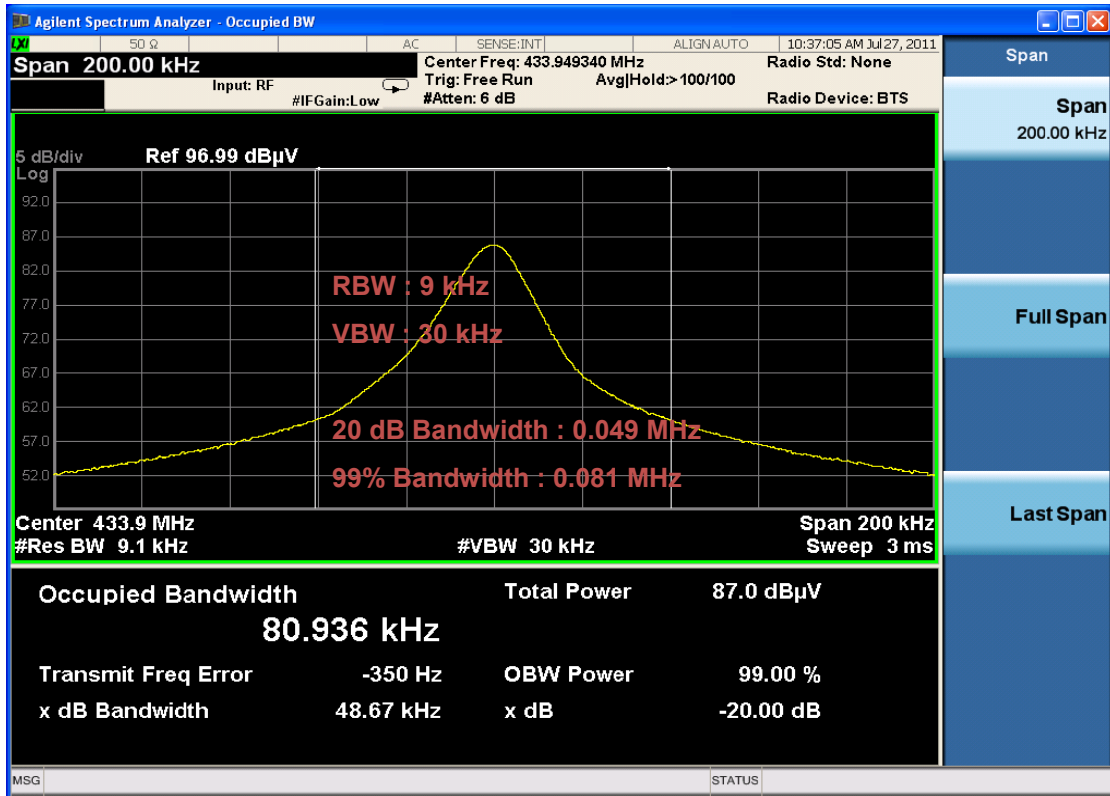 Agilent Spectrum Analyzer - Occupied BW
LXI 50 Ω AC SENSE:INT ALIGN AUTO 10:37:05 AM Jul 27, 2011
Span 200.00 kHz Center Freq: 433.949340 MHz Radio Std: None
Input: RF Trig: Free Run Avg|Hold:> 100/100
#IFGain:Low #Atten: 6 dB Radio Device: BTS
Span
Span
200.00 kHz
Full Span
Last Span
5 dB/div Ref 96.99 dBµV
Log
92.0
87.0
82.0
RBW : 9 kHz
77.0
VBW : 30 kHz
72.0
67.0
62.0
20 dB Bandwidth : 0.049 MHz
57.0
99% Bandwidth : 0.081 MHz
52.0
Center 433.9 MHz Span 200 kHz
#Res BW 9.1 kHz #VBW 30 kHz Sweep 3 ms
Occupied Bandwidth Total Power 87.0 dBµV
80.936 kHz
Transmit Freq Error -350 Hz OBW Power 99.00 %
x dB Bandwidth 48.67 kHz x dB -20.00 dB
MSG STATUS